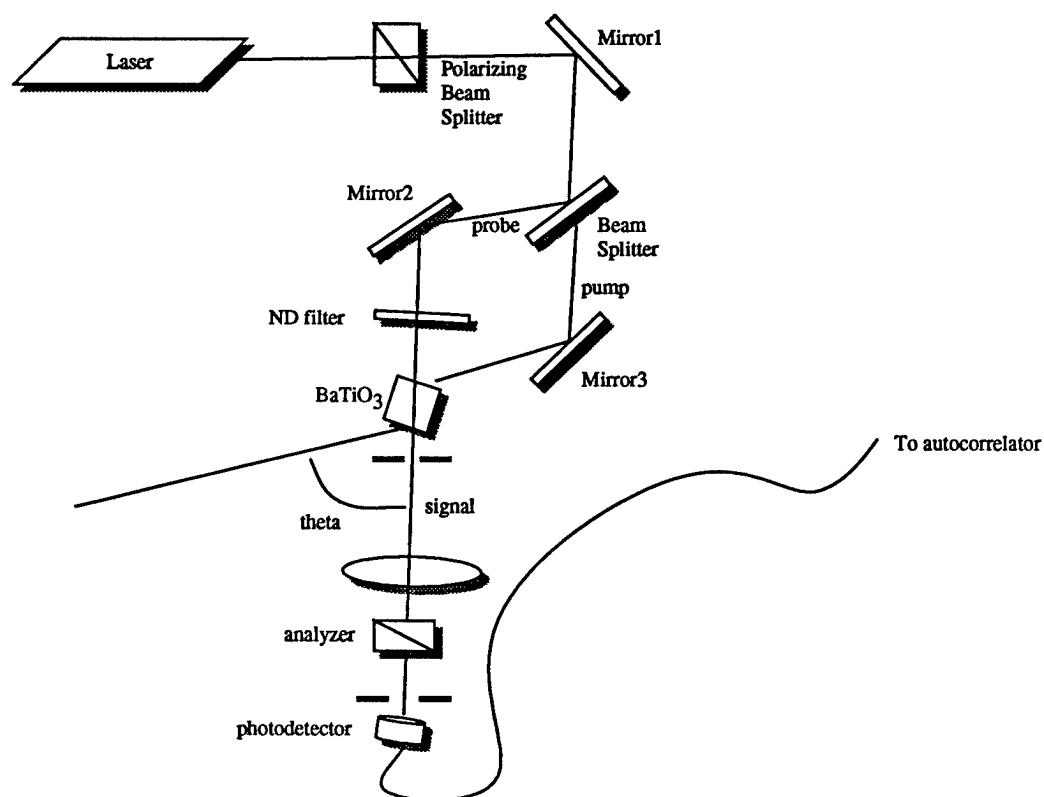 Laser
Polarizing
Beam
Splitter
Mirror1
Mirror2
probe
Beam
Splitter
pump
ND filter
Mirror3
BaTiO3
To autocorrelator
theta
signal
analyzer
photodetector